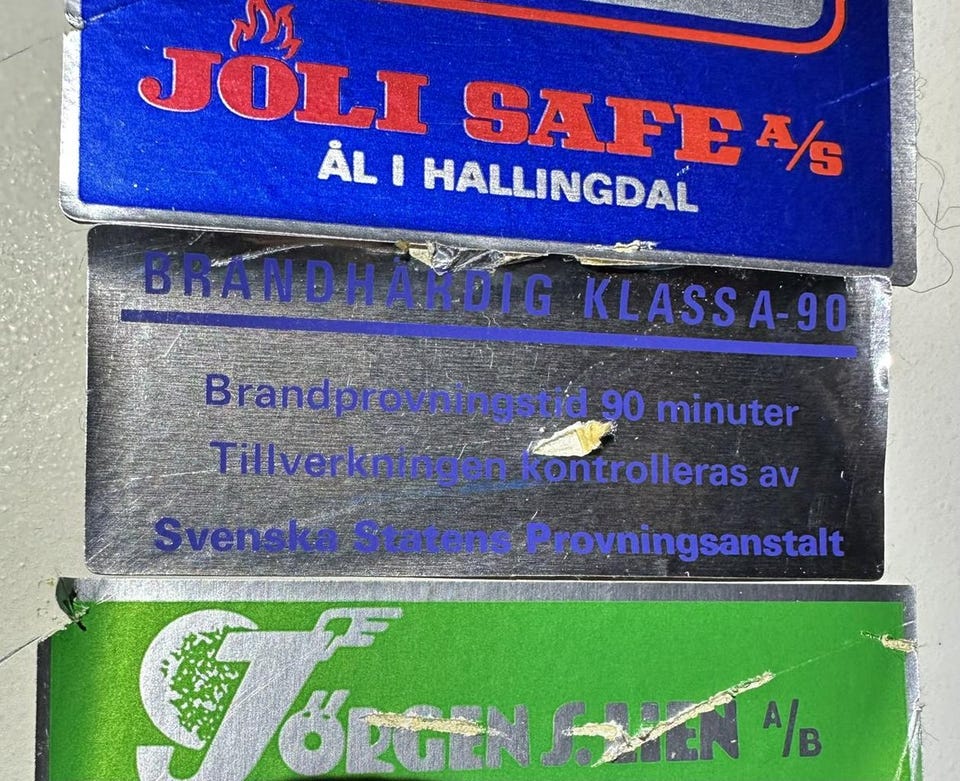 JÖLI SAFE A/S
ÅL I HALLINGDAL
BRANDHÄRDIG KLASS A-90
Brandprovningstid 90 minuter
Tillverkningen kontrolleras av
Svenska Statens Provningsanstalt
JÖRGEN S. LIEN A/B